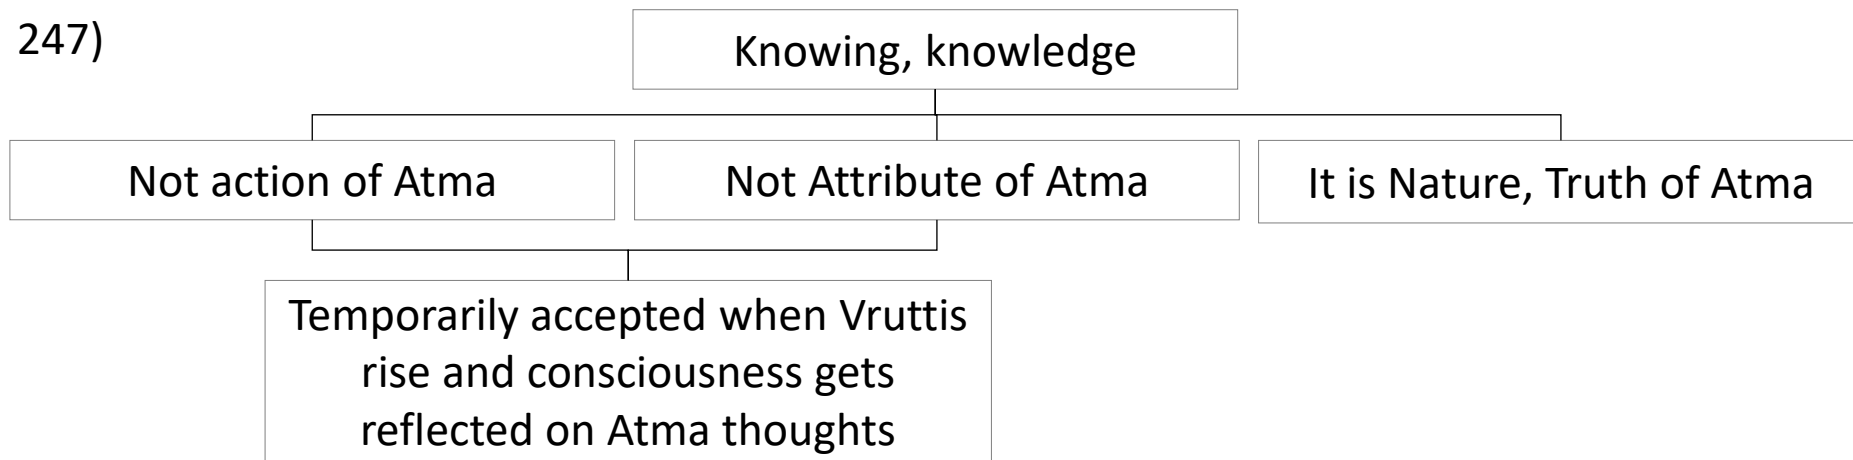 247)
Knowing, knowledge
Not action of Atma
Not Attribute of Atma
It is Nature, Truth of Atma
Temporarily accepted when Vruttis
rise and consciousness gets
reflected on Atma thoughts